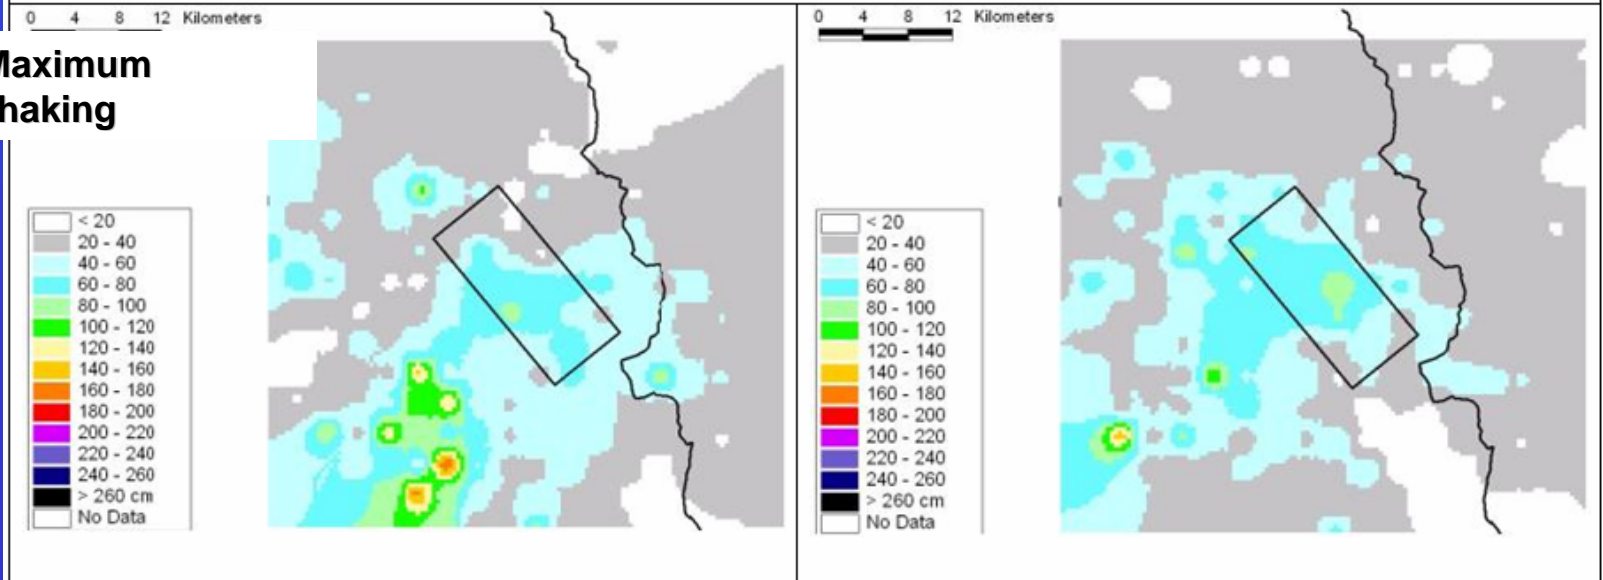 0 4 8 12 Kilometers
Maximum
haking
< 20
20 - 40
40 - 60
60 - 80
80 - 100
100 - 120
120 - 140
140 - 160
160 - 180
180 - 200
200 - 220
220 - 240
240 - 260
> 260 cm
No Data
0 4 8 12 Kilometers
< 20
20 - 40
40 - 60
60 - 80
80 - 100
100 - 120
120 - 140
140 - 160
160 - 180
180 - 200
200 - 220
220 - 240
240 - 260
> 260 cm
No Data